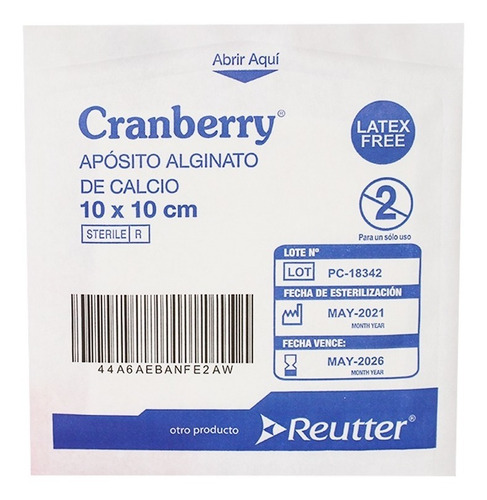 Abrir Aquí
Cranberry®
APÓSITO ALGINATO
DE CALCIO
10 x 10 cm
STERILE R
LATEX
FREE
2
Para un sólo uso
LOTE Nº
LOT PC-18342
FECHA DE ESTERILIZACIÓN
MAY-2021
MONTH YEAR
FECHA VENCE:
MAY-2026
MONTH YEAR
44A6AEBANFE2AW
otro producto Reutter®